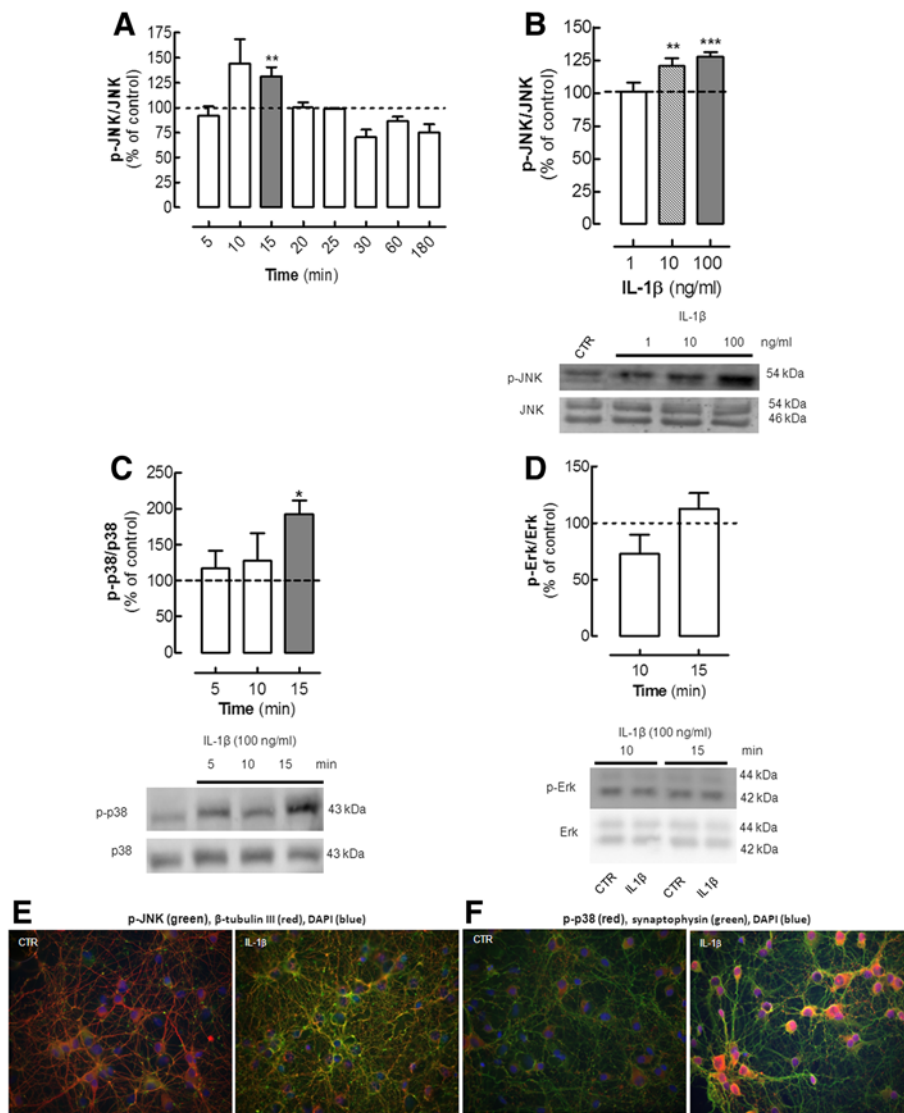 A
p-JNK/JNK
(% of control)
175
150
125
100
75
50
25
0
**
5 10 15 20 25 30 60 180
Time (min)
B
p-JNK/JNK
(% of control)
150
125
100
75
50
25
0
** ***
1 10 100
IL-1β (ng/ml)
IL-1β
CTR 1 10 100 ng/ml
p-JNK 54 kDa
JNK 54 kDa
46 kDa
C
p-p38/p38
(% of control)
250
200
150
100
50
0
*
5 10 15
Time (min)
IL-1β (100 ng/ml)
5 10 15 min
p-p38 43 kDa
p38 43 kDa
D
p-Erk/Erk
(% of control)
150
100
50
0
10 15
Time (min)
IL-1β (100 ng/ml)
10 15 min
p-Erk 44 kDa
42 kDa
Erk 44 kDa
42 kDa
CTR IL1β CTR IL1β
E
p-JNK (green), β-tubulin III (red), DAPI (blue)
CTR IL-1β
F
p-p38 (red), synaptophysin (green), DAPI (blue)
CTR IL-1β